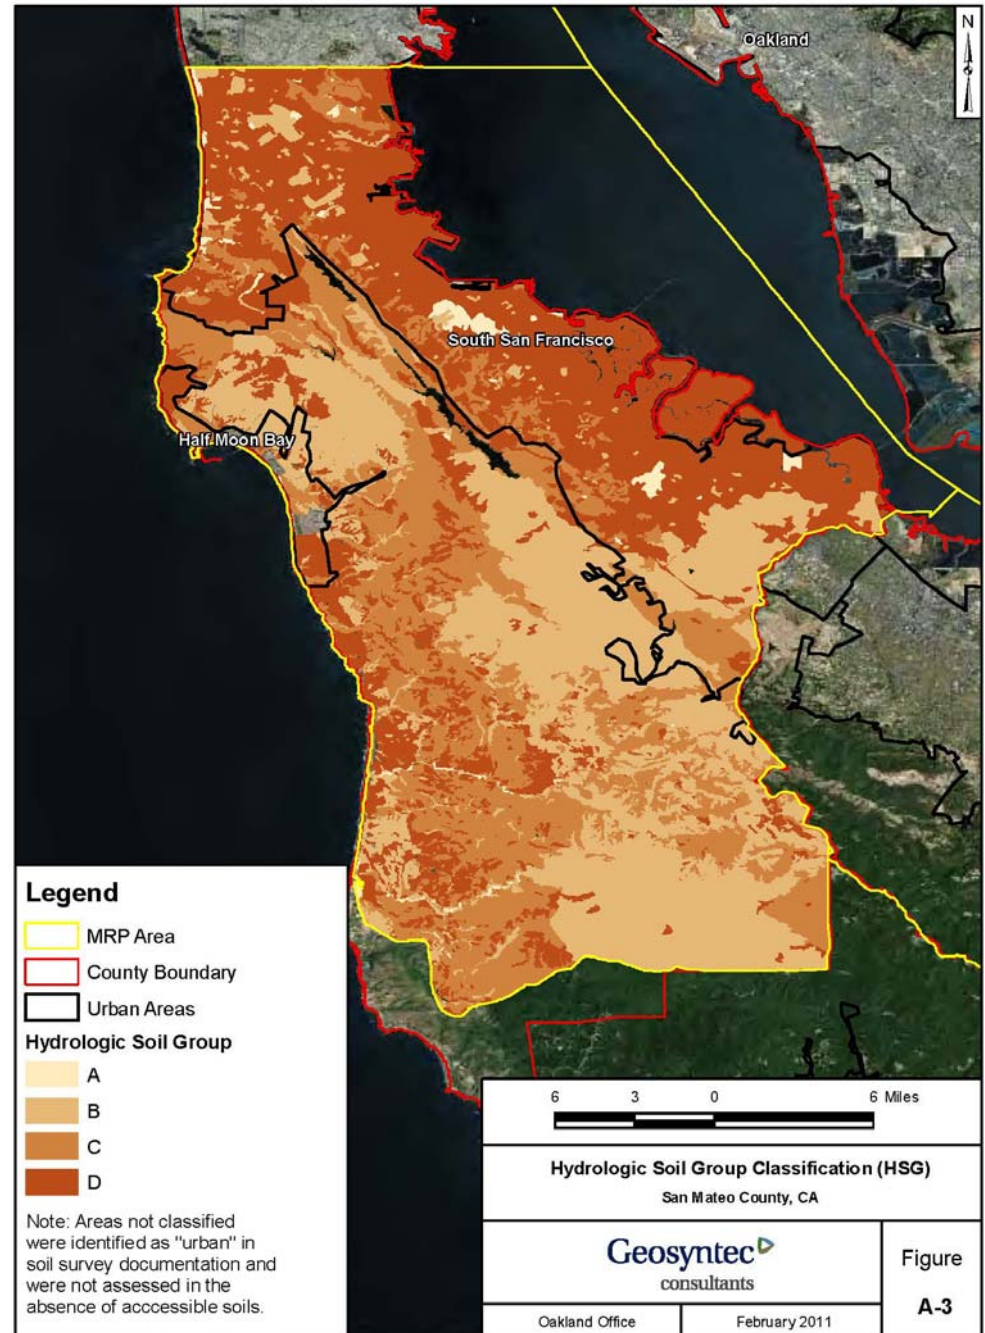 N
Oakland
South San Francisco
Half Moon Bay
Legend
MRP Area
County Boundary
Urban Areas
Hydrologic Soil Group
A
B
C
D
Note: Areas not classified
were identified as "urban" in
soil survey documentation and
were not assessed in the
absence of acccessible soils.
6 3 0 6 Miles
Hydrologic Soil Group Classification (HSG)
San Mateo County, CA
Geosyntec
consultants
Oakland Office
February 2011
Figure
A-3